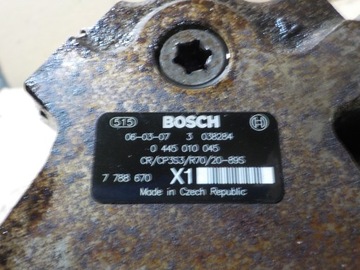 515 BOSCH
06-03-07 3 038284
0 445 010 045
CR/CP3S3/R70/20-89S
7 788 670 X1
Made in Czech Republic